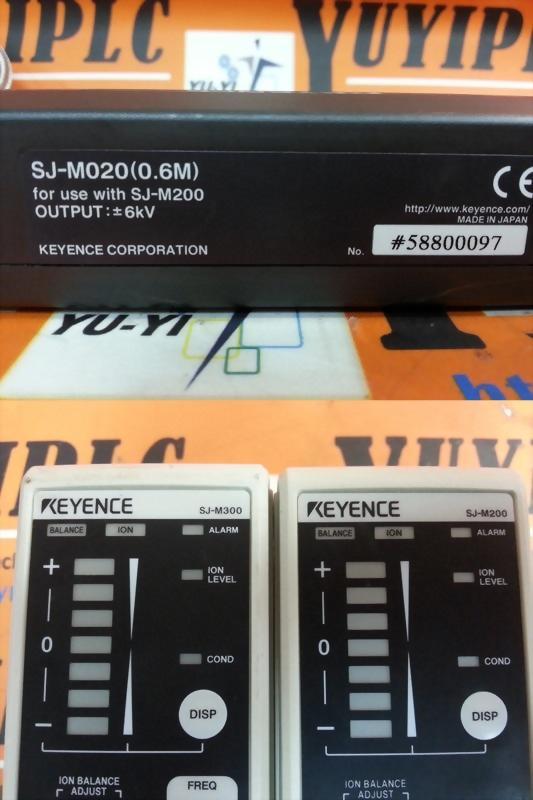 YUYIPLC
YU-YI
SJ-M020(0.6M)
for use with SJ-M200
OUTPUT:±6kV
CE
http://www.keyence.com/
MADE IN JAPAN
KEYENCE CORPORATION
No. #58800097
YU-YI
YUYIPLC
KEYENCE
SJ-M300
BALANCE ION ALARM
+
ION
LEVEL
0
COND
DISP
−
ION BALANCE
ADJUST
FREQ
KEYENCE
SJ-M200
BALANCE ION ALARM
+
ION
LEVEL
0
COND
DISP
−
ION BALANCE
ADJUST